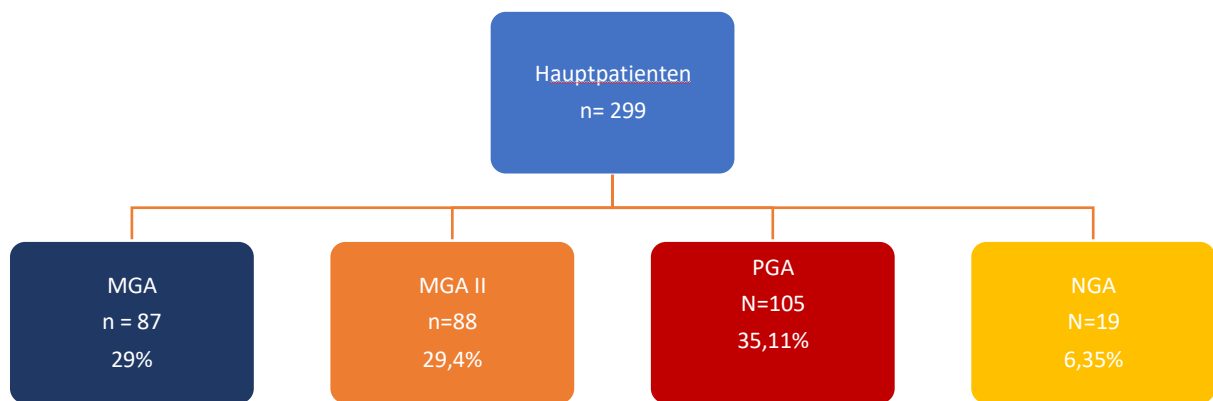 Hauptpatienten
n= 299
MGA
n = 87
29%
MGA II
n=88
29,4%
PGA
N=105
35,11%
NGA
N=19
6,35%